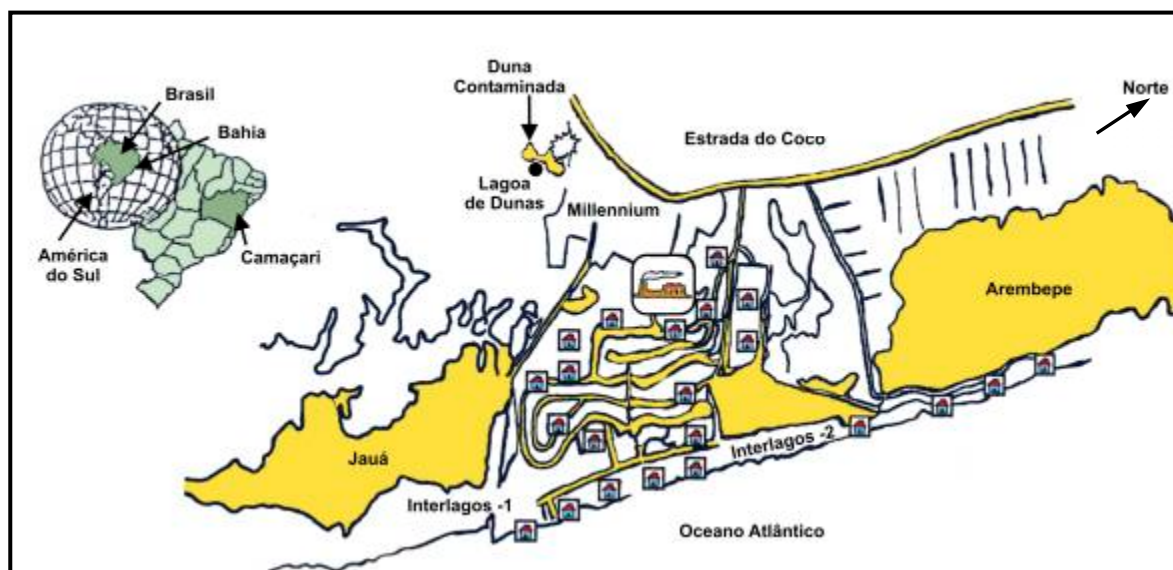 Brasil
Bahia
América
do Sul
Camaçari
Duna
Contaminada
Lagoa
de Dunas
Millennium
Estrada do Coco
Norte
Arembepe
Jauá
Interlagos -1
Interlagos -2
Oceano Atlântico